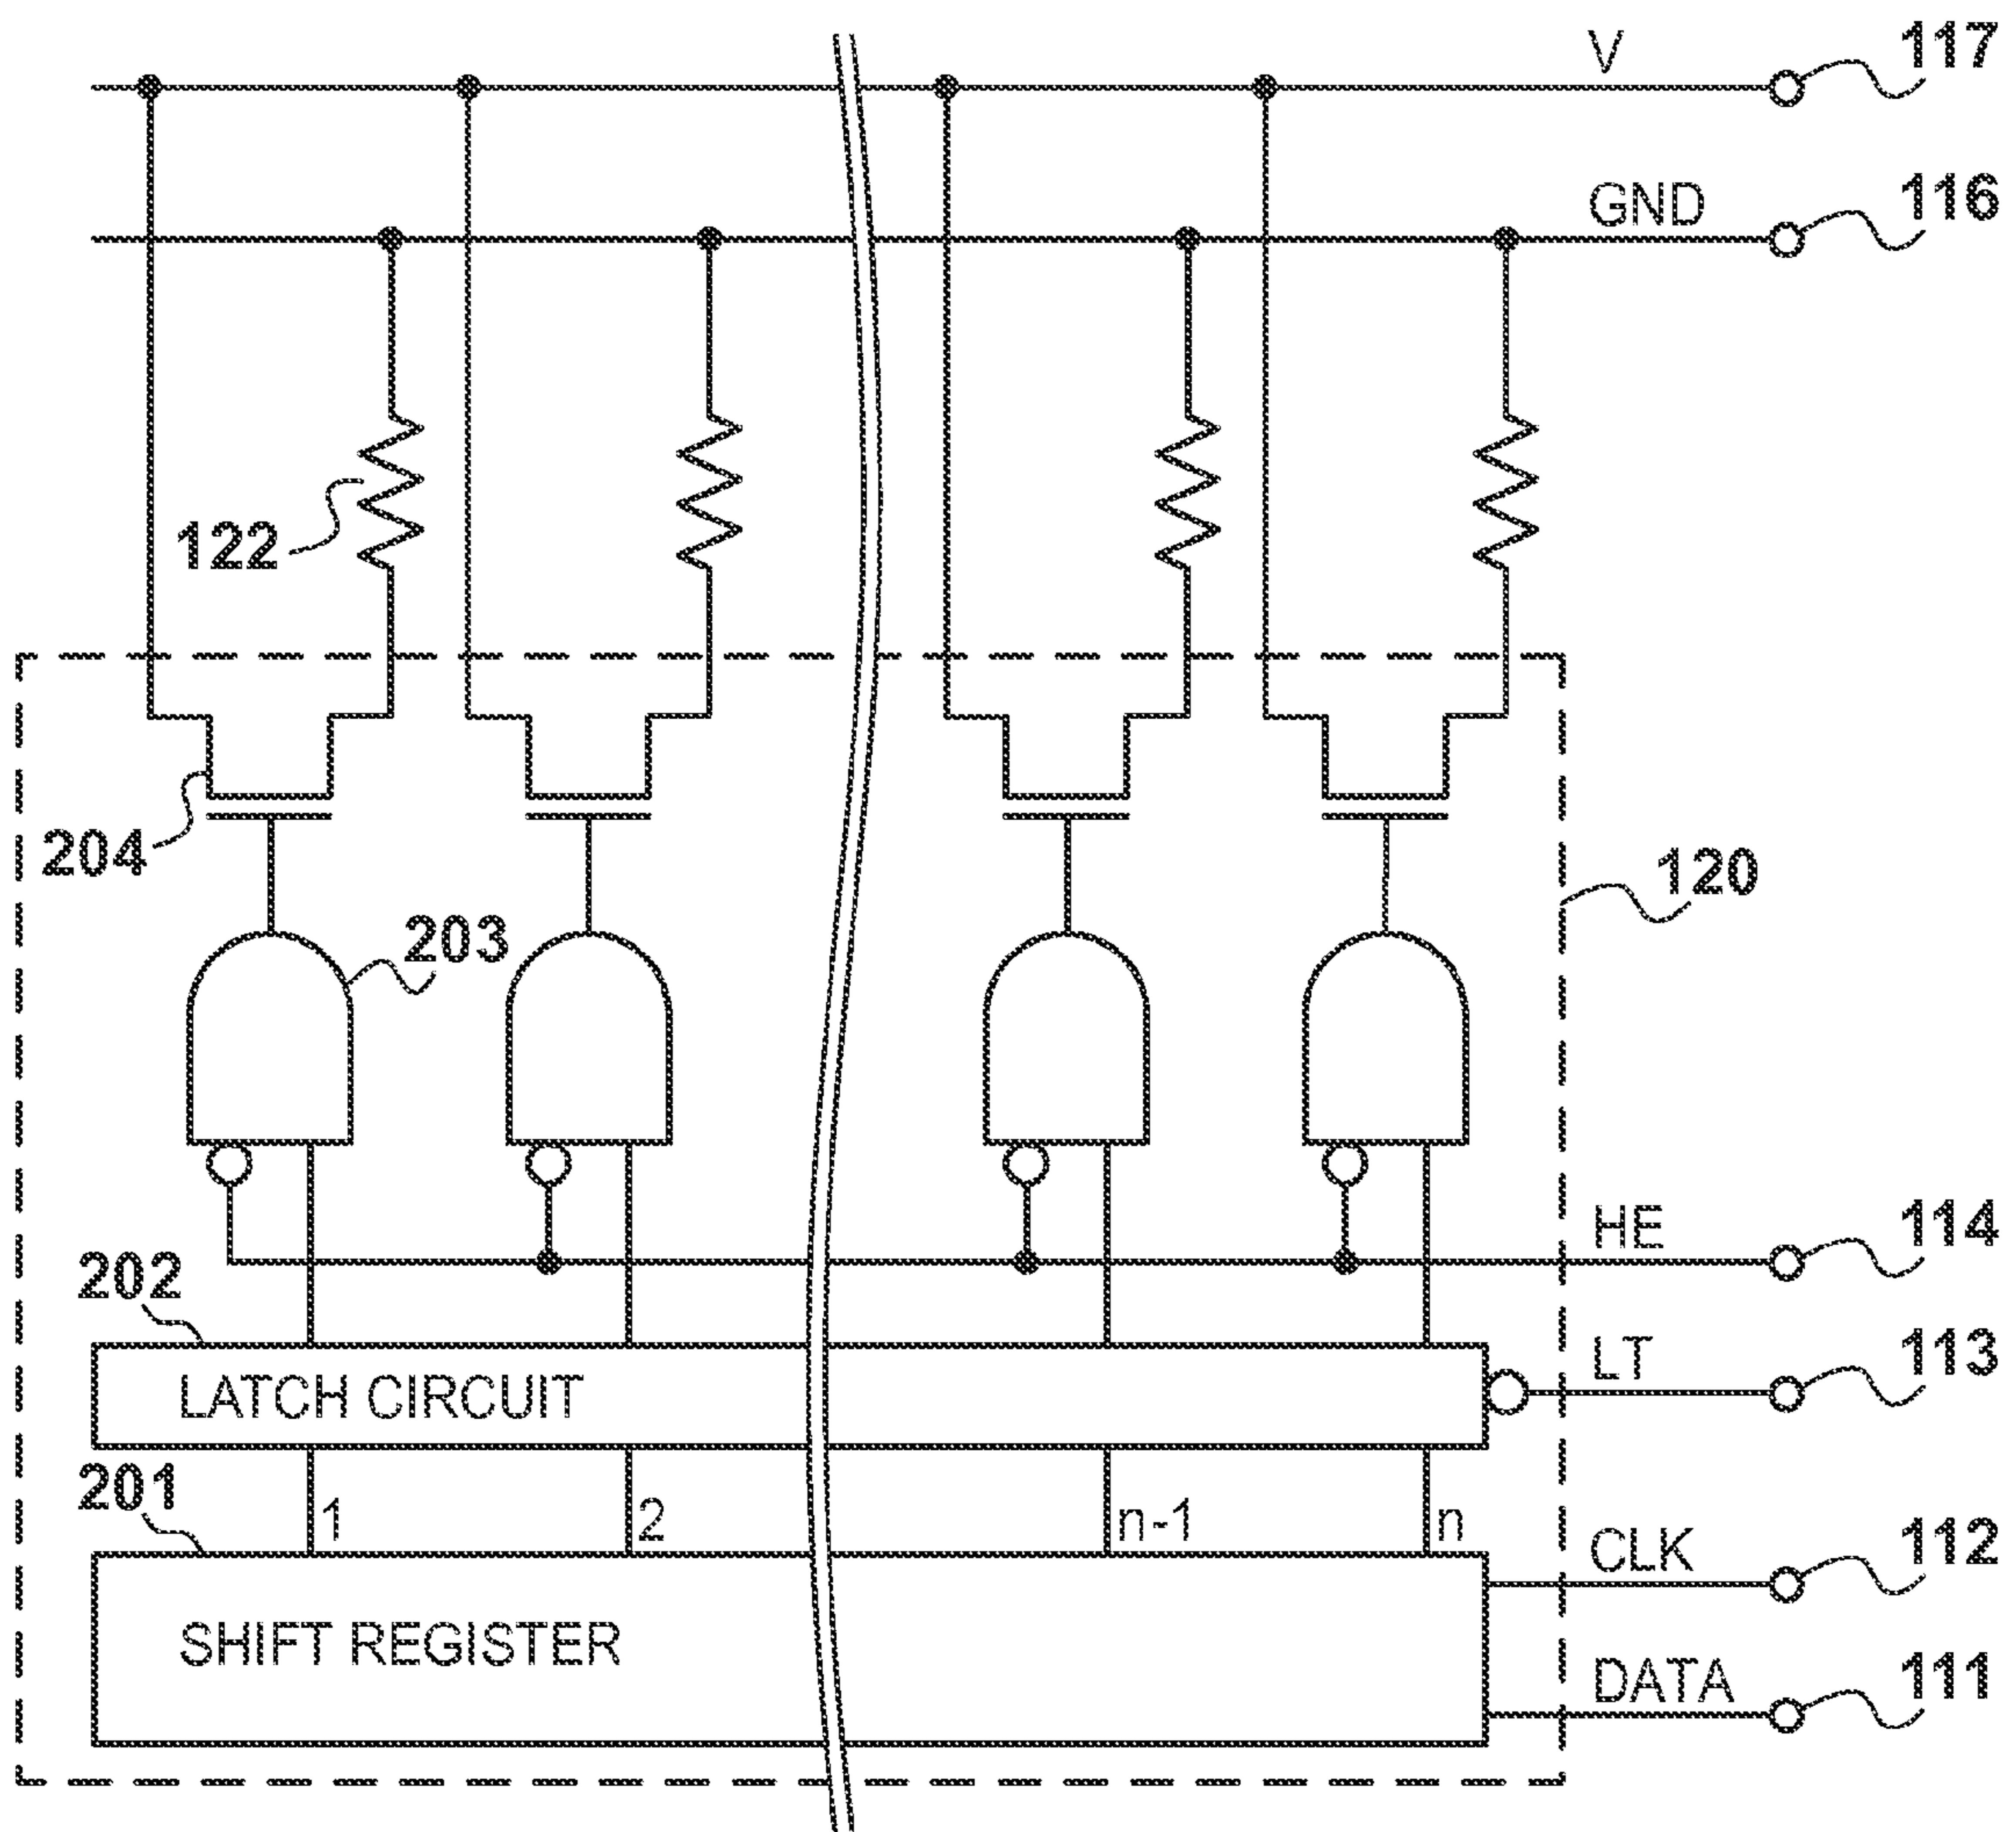 V 117
GND 116
122
204
120
203
HE 114
202
LT 113
LATCH CIRCUIT
201
1 2 n-1 n
CLK 112
SHIFT REGISTER
DATA 111